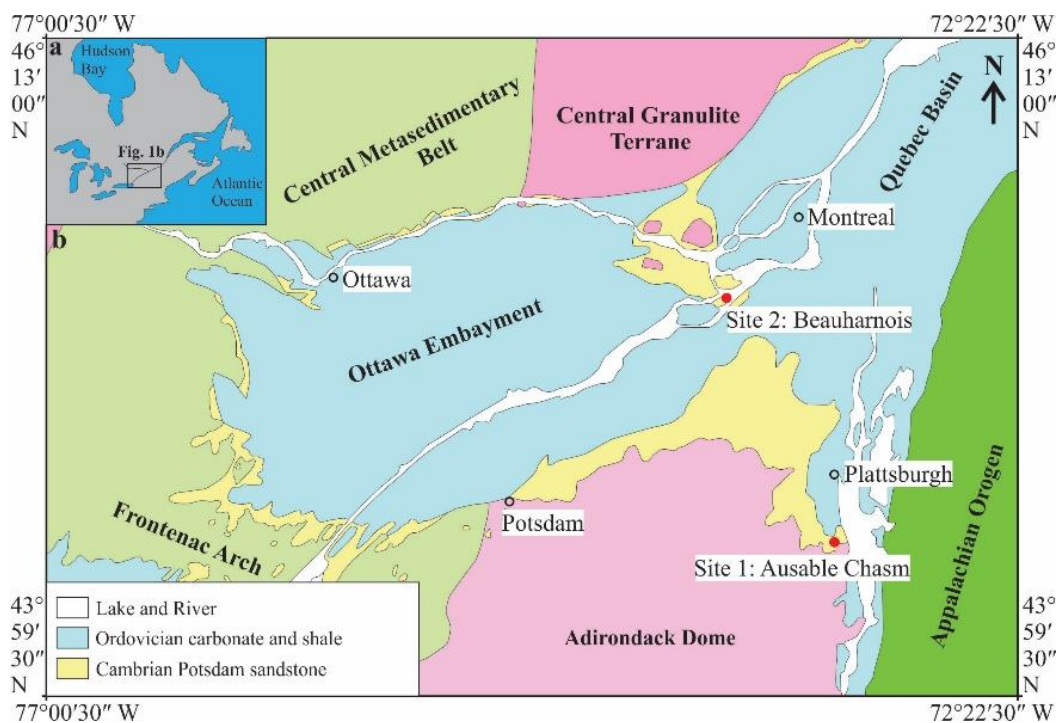 77°00′30″ W
72°22′30″ W
46°
13′
00″
N
46°
13′
00″
N
a
Hudson
Bay
Fig. 1b
Atlantic
Ocean
b
Central Metasedimentary
Belt
Central Granulite
Terrane
Quebec Basin
N
Montreal
Ottawa
Site 2: Beauharnois
Ottawa Embayment
Plattsburgh
Potsdam
Frontenac Arch
Site 1: Ausable Chasm
Appalachian Orogen
Adirondack Dome
Lake and River
Ordovician carbonate and shale
Cambrian Potsdam sandstone
43°
59′
30″
N
43°
59′
30″
N
77°00′30″ W
72°22′30″ W